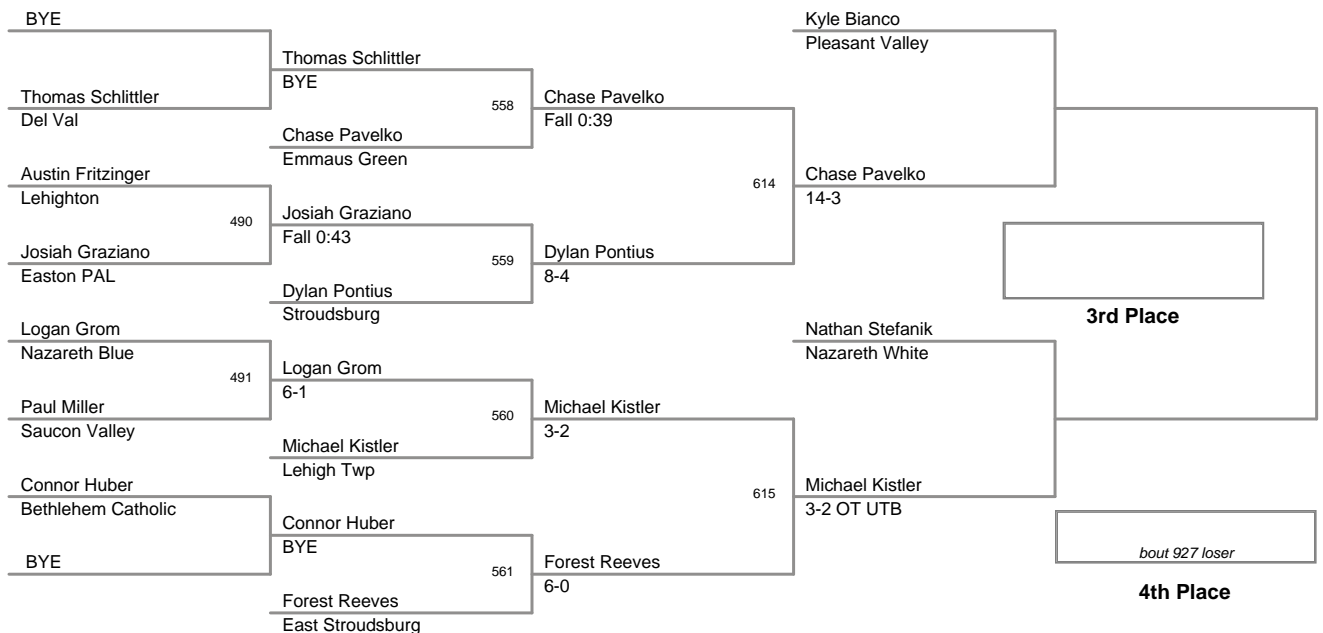 BYE
Thomas Schlittler
Del Val
Austin Fritzinger
Lehighton
490
Josiah Graziano
Easton PAL
Logan Grom
Nazareth Blue
491
Paul Miller
Saucon Valley
Connor Huber
Bethlehem Catholic
BYE
Thomas Schlittler
BYE
558
Chase Pavelko
Emmaus Green
Josiah Graziano
Fall 0:43
559
Dylan Pontius
Stroudsburg
Logan Grom
6-1
560
Michael Kistler
Lehigh Twp
Connor Huber
BYE
561
Forest Reeves
East Stroudsburg
Chase Pavelko
Fall 0:39
614
Dylan Pontius
8-4
Michael Kistler
3-2
615
Forest Reeves
6-0
Kyle Bianco
Pleasant Valley
Chase Pavelko
14-3
Nathan Stefanik
Nazareth White
Michael Kistler
3-2 OT UTB
3rd Place
bout 927 loser
4th Place